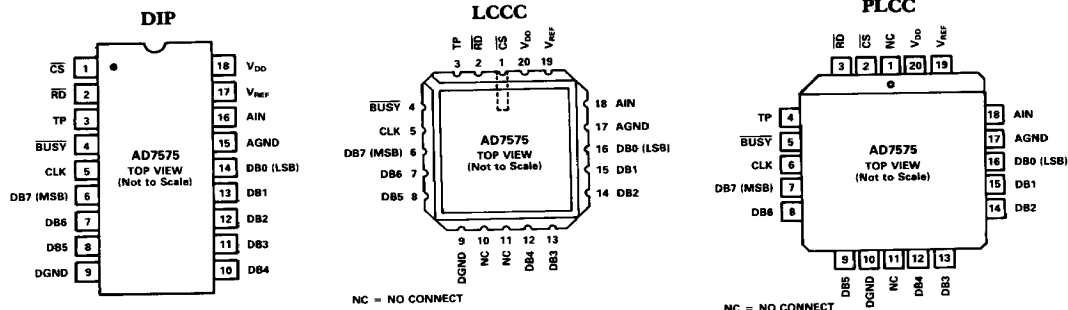 DIP
CS 1
RD 2
TP 3
BUSY 4
CLK 5
DB7 (MSB) 6
DB6 7
DB5 8
DGND 9
AD7575
TOP VIEW
(Not to Scale)
18 VDD
17 VREF
16 AIN
15 AGND
14 DB0 (LSB)
13 DB1
12 DB2
11 DB3
10 DB4
LCCC
TP RD CS VDD VREF
3 2 1 20 19
BUSY 4
CLK 5
DB7 (MSB) 6
DB6 7
DB5 8
AD7575
TOP VIEW
(Not to Scale)
18 AIN
17 AGND
16 DB0 (LSB)
15 DB1
14 DB2
9 10 11 12 13
DGND NC NC DB4 DB3
NC = NO CONNECT
PLCC
RD CS NC VDD VREF
3 2 1 20 19
TP 4
BUSY 5
CLK 6
DB7 (MSB) 7
DB6 8
AD7575
TOP VIEW
(Not to Scale)
18 AIN
17 AGND
16 DB0 (LSB)
15 DB1
14 DB2
9 10 11 12 13
DB5 DGND NC DB4 DB3
NC = NO CONNECT